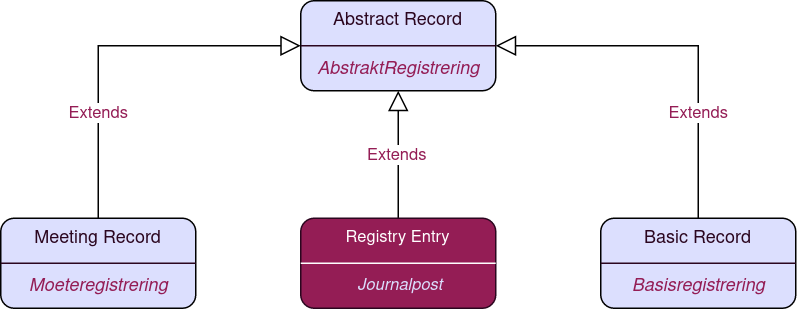 Abstract Record
AbstraktRegistrering
Extends
Extends
Extends
Meeting Record
Moeteregistrering
Registry Entry
Journalpost
Basic Record
Basisregistrering